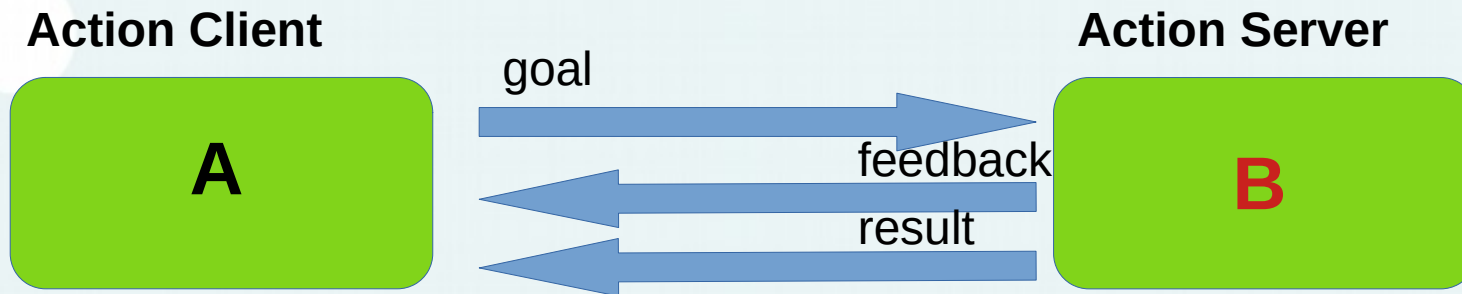 Action Client
Action Server
goal
A
feedback
B
result